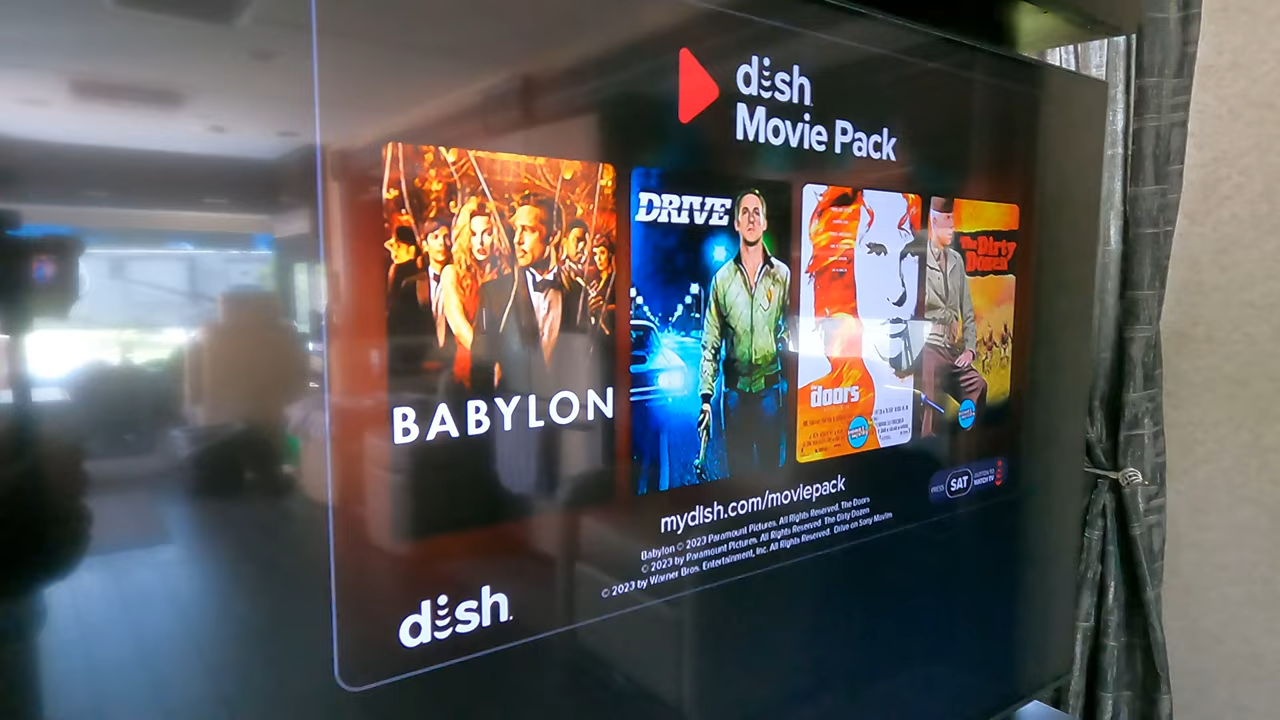 dish
Movie Pack
BABYLON
DRIVE
the
doors
The Dirty
Dozen
mydish.com/moviepack
PRESS SAT BUTTON TO
WATCH TV
Babylon © 2023 Paramount Pictures. All Rights Reserved. The Doors
© 2023 by Paramount Pictures. All Rights Reserved. The Dirty Dozen
© 2023 by Warner Bros. Entertainment, Inc. All Rights Reserved. Drive on Sony Movies
dish